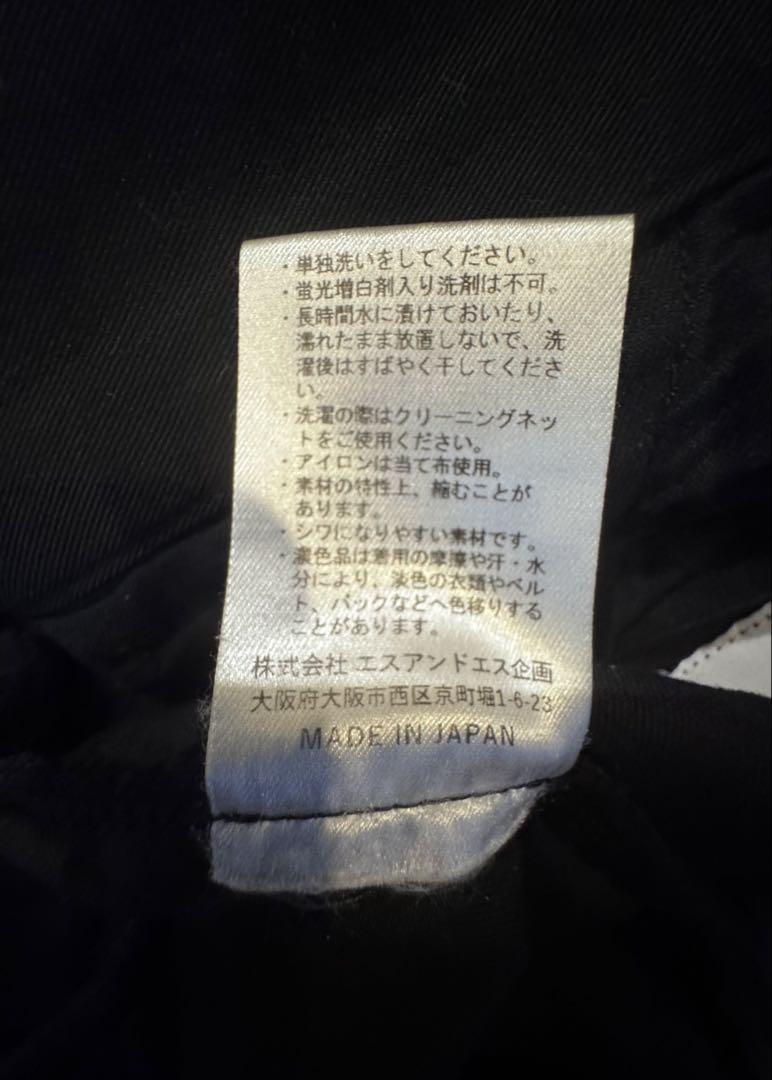 ・単独洗いをしてください。
・蛍光増白剤入り洗剤は不可。
・長時間水に漬けておいたり、
濡れたまま放置しないで、洗
濯後はすばやく干してくださ
い。
・洗濯の際はクリーニングネッ
トをご使用ください。
・アイロンは当て布使用。
・素材の特性上、縮むことが
あります。
・シワになりやすい素材です。
・濃色品は着用の摩擦や汗・水
分により、淡色の衣類やベル
ト、バックなどへ色移りする
ことがあります。
株式会社 エスアンドエス企画
大阪府大阪市西区京町堀1-6-23
MADE IN JAPAN